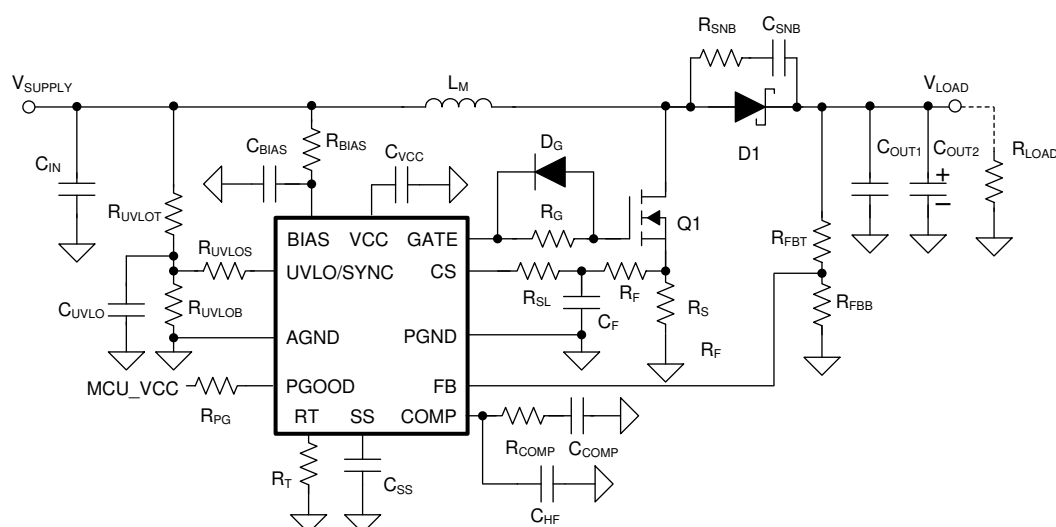 RSNB
CSNB
VSUPPLY
LM
VLOAD
D1
CIN
CBIAS
RBIAS
CVCC
DG
COUT1
COUT2
+
−
RLOAD
RUVLOT
RG
Q1
BIAS
VCC
GATE
RFBT
RUVLOS
UVLO/SYNC
CS
RSL
RF
CUVLO
RUVLOB
CF
RS
RFBB
AGND
PGND
RF
MCU_VCC
RPG
PGOOD
FB
RT
SS
COMP
RCOMP
CCOMP
RT
CSS
CHF